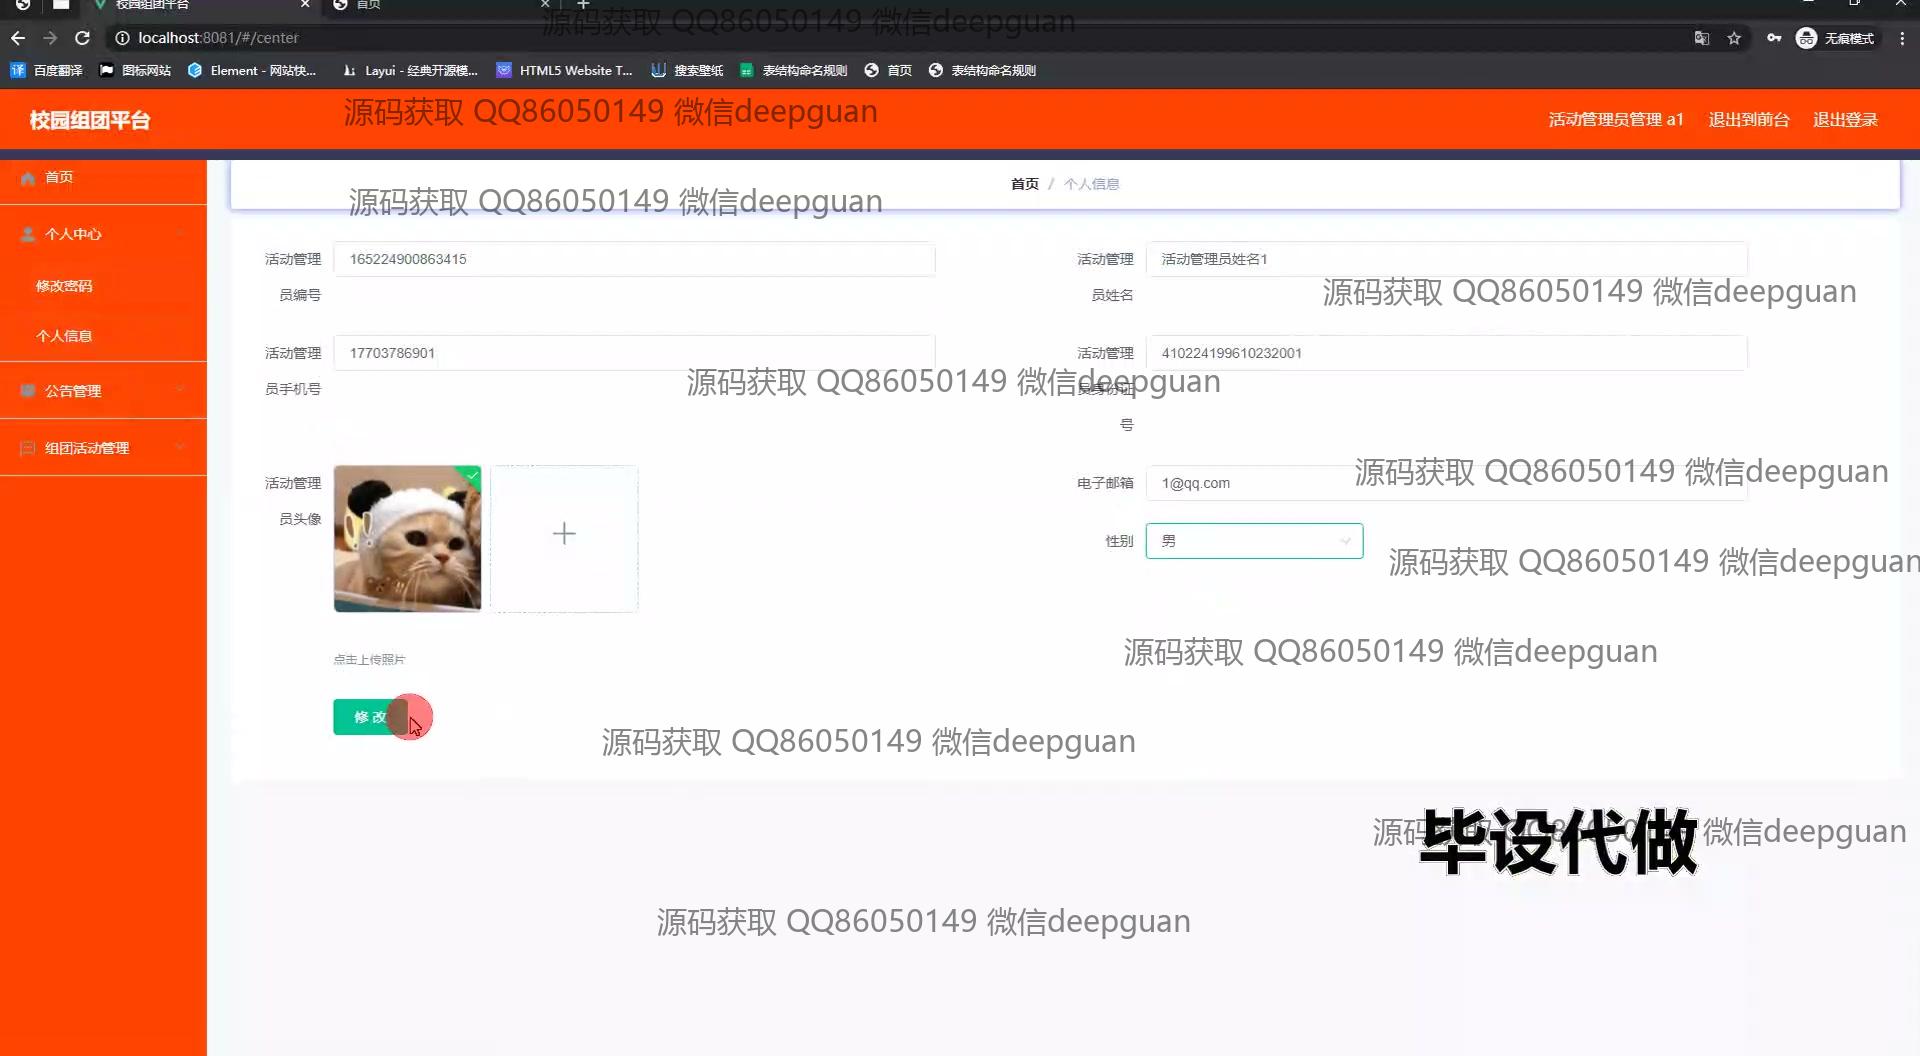 校园组团平台
首页
源码获取 QQ86050149 微信deepguan
localhost:8081/#/center
无痕模式
百度翻译
图标网站
Element - 网站快...
Layui - 经典开源模...
HTML5 Website T...
搜索壁纸
表结构命名规则
首页
表结构命名规则
校园组团平台
源码获取 QQ86050149 微信deepguan
活动管理员管理 a1
退出到前台
退出登录
首页
个人中心
修改密码
个人信息
公告管理
组团活动管理
首页 / 个人信息
源码获取 QQ86050149 微信deepguan
活动管理
员编号
165224900863415
活动管理
员姓名
活动管理员姓名1
源码获取 QQ86050149 微信deepguan
活动管理
员手机号
17703786901
活动管理
员身份证
号
410224199610232001
源码获取 QQ86050149 微信deepguan
活动管理
员头像
电子邮箱
1@qq.com
源码获取 QQ86050149 微信deepguan
性别
男
源码获取 QQ86050149 微信deepguan
点击上传照片
源码获取 QQ86050149 微信deepguan
修改
源码获取 QQ86050149 微信deepguan
毕设代做
源码获取 QQ86050149 微信deepguan
源码获取 QQ86050149 微信deepguan